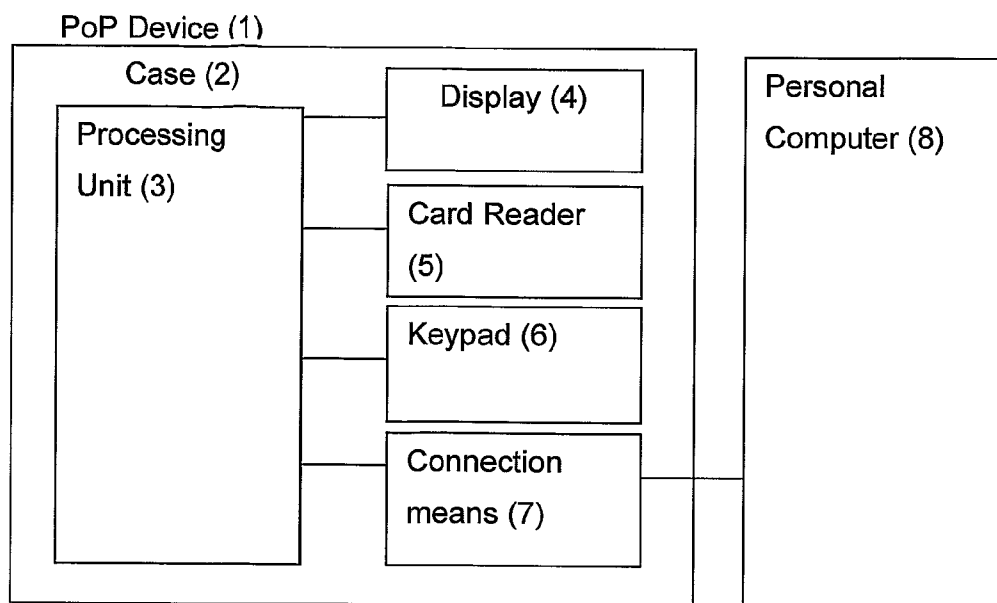 PoP Device (1)
Case (2)
Processing
Unit (3)
Display (4)
Card Reader
(5)
Keypad (6)
Connection
means (7)
Personal
Computer (8)